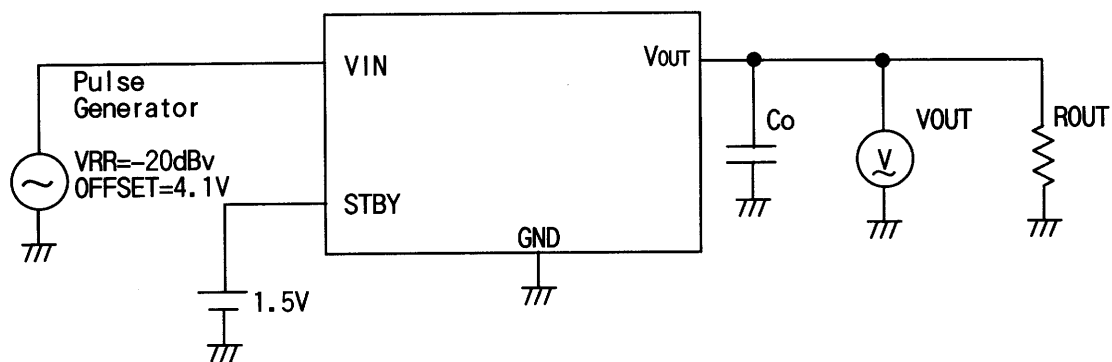 Pulse
Generator
VRR=-20dBv
OFFSET=4.1V
VIN
STBY
GND
VOUT
1.5V
Co
VOUT
V
ROUT